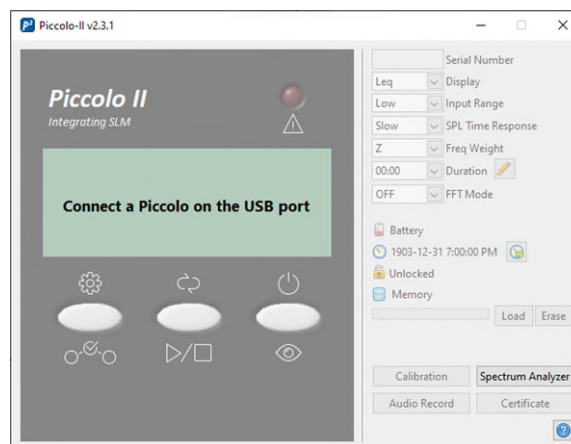 Piccolo-II v2.3.1
Piccolo II
Integrating SLM
Connect a Piccolo on the USB port
Serial Number
Leq Display
Low Input Range
Slow SPL Time Response
Z Freq Weight
00:00 Duration
OFF FFT Mode
Battery
1903-12-31 7:00:00 PM
Unlocked
Memory
Load Erase
Calibration Spectrum Analyzer
Audio Record Certificate